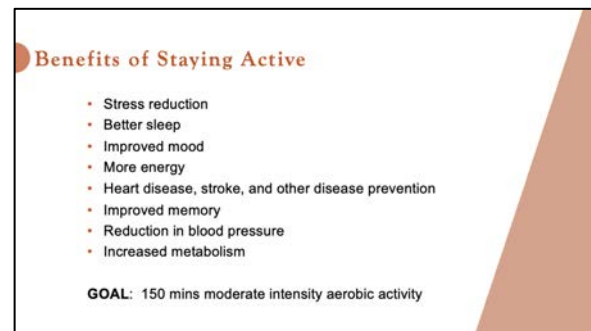 Benefits of Staying Active
• Stress reduction
• Better sleep
• Improved mood
• More energy
• Heart disease, stroke, and other disease prevention
• Improved memory
• Reduction in blood pressure
• Increased metabolism
GOAL: 150 mins moderate intensity aerobic activity